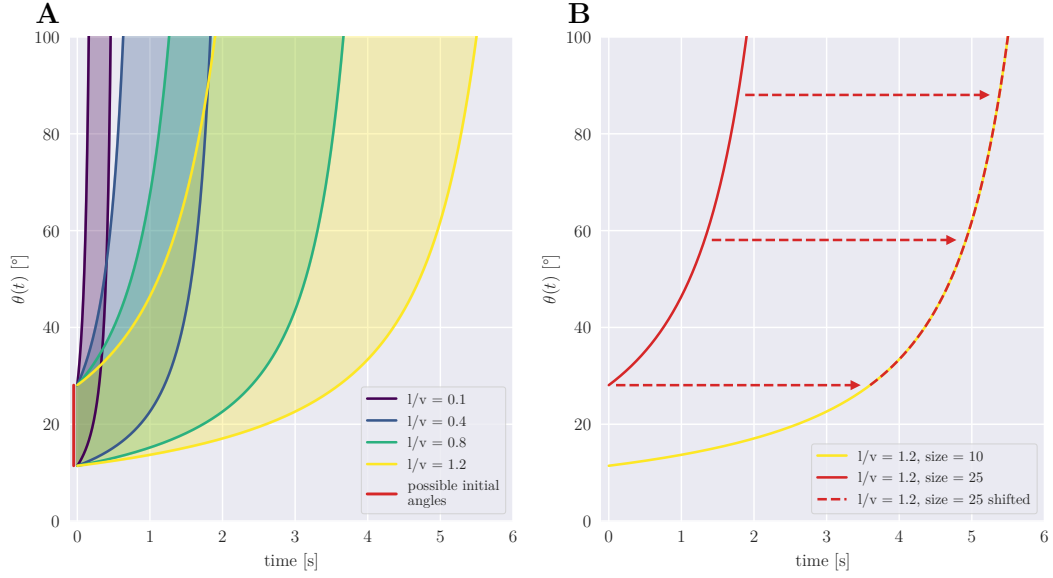 A
θ(t) [°]
100
80
60
40
20
0
0 1 2 3 4 5 6
time [s]
l/v = 0.1
l/v = 0.4
l/v = 0.8
l/v = 1.2
possible initial
angles
B
θ(t) [°]
100
80
60
40
20
0
0 1 2 3 4 5 6
time [s]
l/v = 1.2, size = 10
l/v = 1.2, size = 25
l/v = 1.2, size = 25 shifted